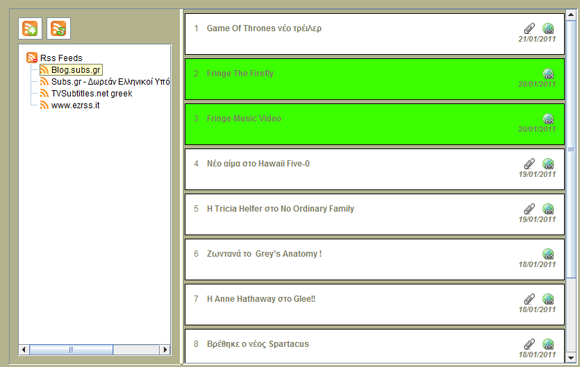 Rss Feeds
Blog.subs.gr
Subs.gr - Δωρεάν Ελληνικοί Υπό
TVSubtitles.net greek
www.ezrss.it
1 Game Of Thrones νέο τρέιλερ
21/01/2011
2 Fringe The Firefly
20/01/2011
3 Fringe Music Video
20/01/2011
4 Νέο αίμα στο Hawaii Five-0
19/01/2011
5 Η Tricia Helfer στο No Ordinary Family
19/01/2011
6 Ζωντανά το Grey's Anatomy !
18/01/2011
7 Η Anne Hathaway στο Glee!!
18/01/2011
8 Βρέθηκε ο νέος Spartacus
18/01/2011